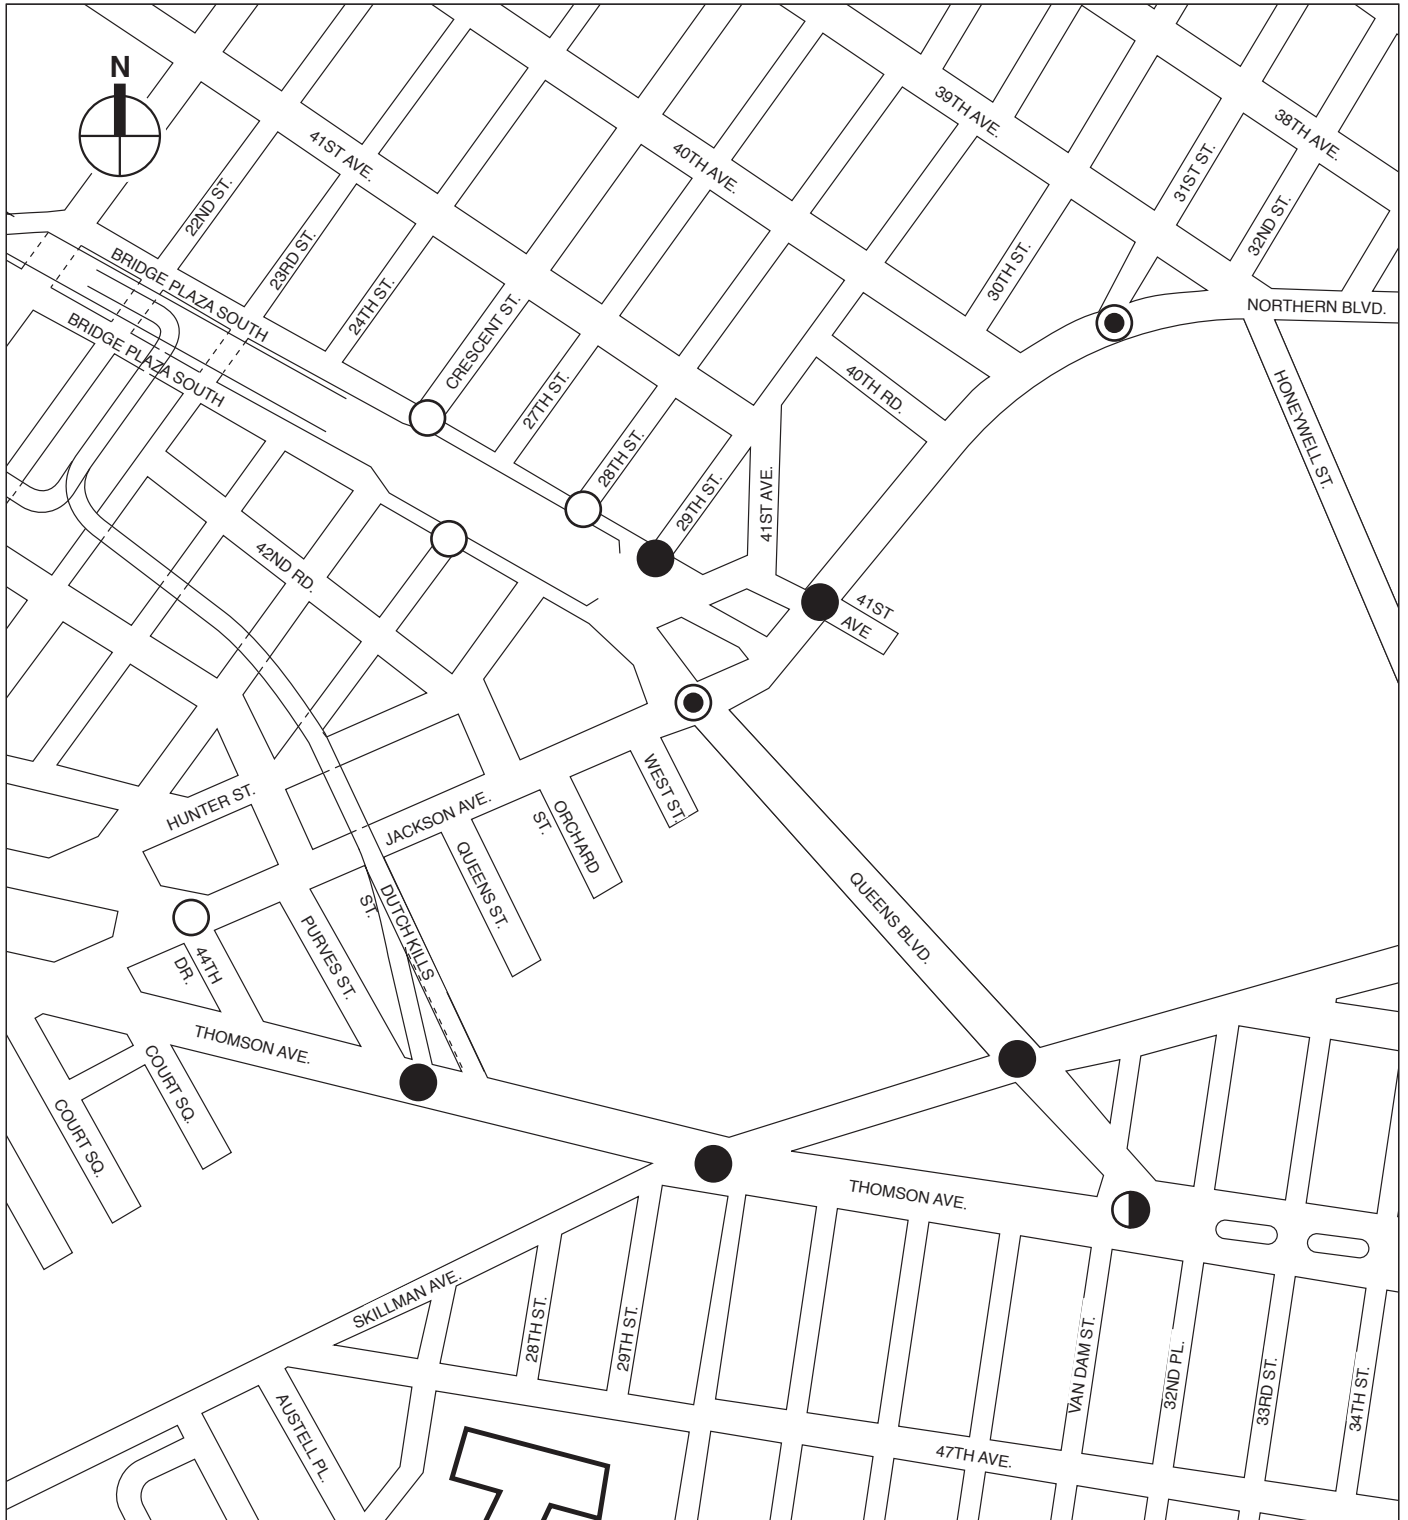 N
39TH AVE.
38TH AVE.
41ST AVE.
40TH AVE.
31ST ST.
22ND ST.
32ND ST.
23RD ST.
30TH ST.
BRIDGE PLAZA SOUTH
24TH ST.
NORTHERN BLVD.
CRESCENT ST.
BRIDGE PLAZA SOUTH
40TH RD.
27TH ST.
HONEYWELL ST.
28TH ST.
29TH ST.
41ST AVE.
42ND RD.
41ST
AVE
WEST ST.
HUNTER ST.
JACKSON AVE.
ORCHARD
ST.
QUEENS ST.
DUTCH KILLS
ST.
QUEENS BLVD.
PURVES ST.
44TH
DR.
THOMSON AVE.
COURT SQ.
COURT SQ.
THOMSON AVE.
SKILLMAN AVE.
28TH ST.
29TH ST.
VAN DAM ST.
32ND PL.
33RD ST.
34TH ST.
AUSTELL PL.
47TH AVE.